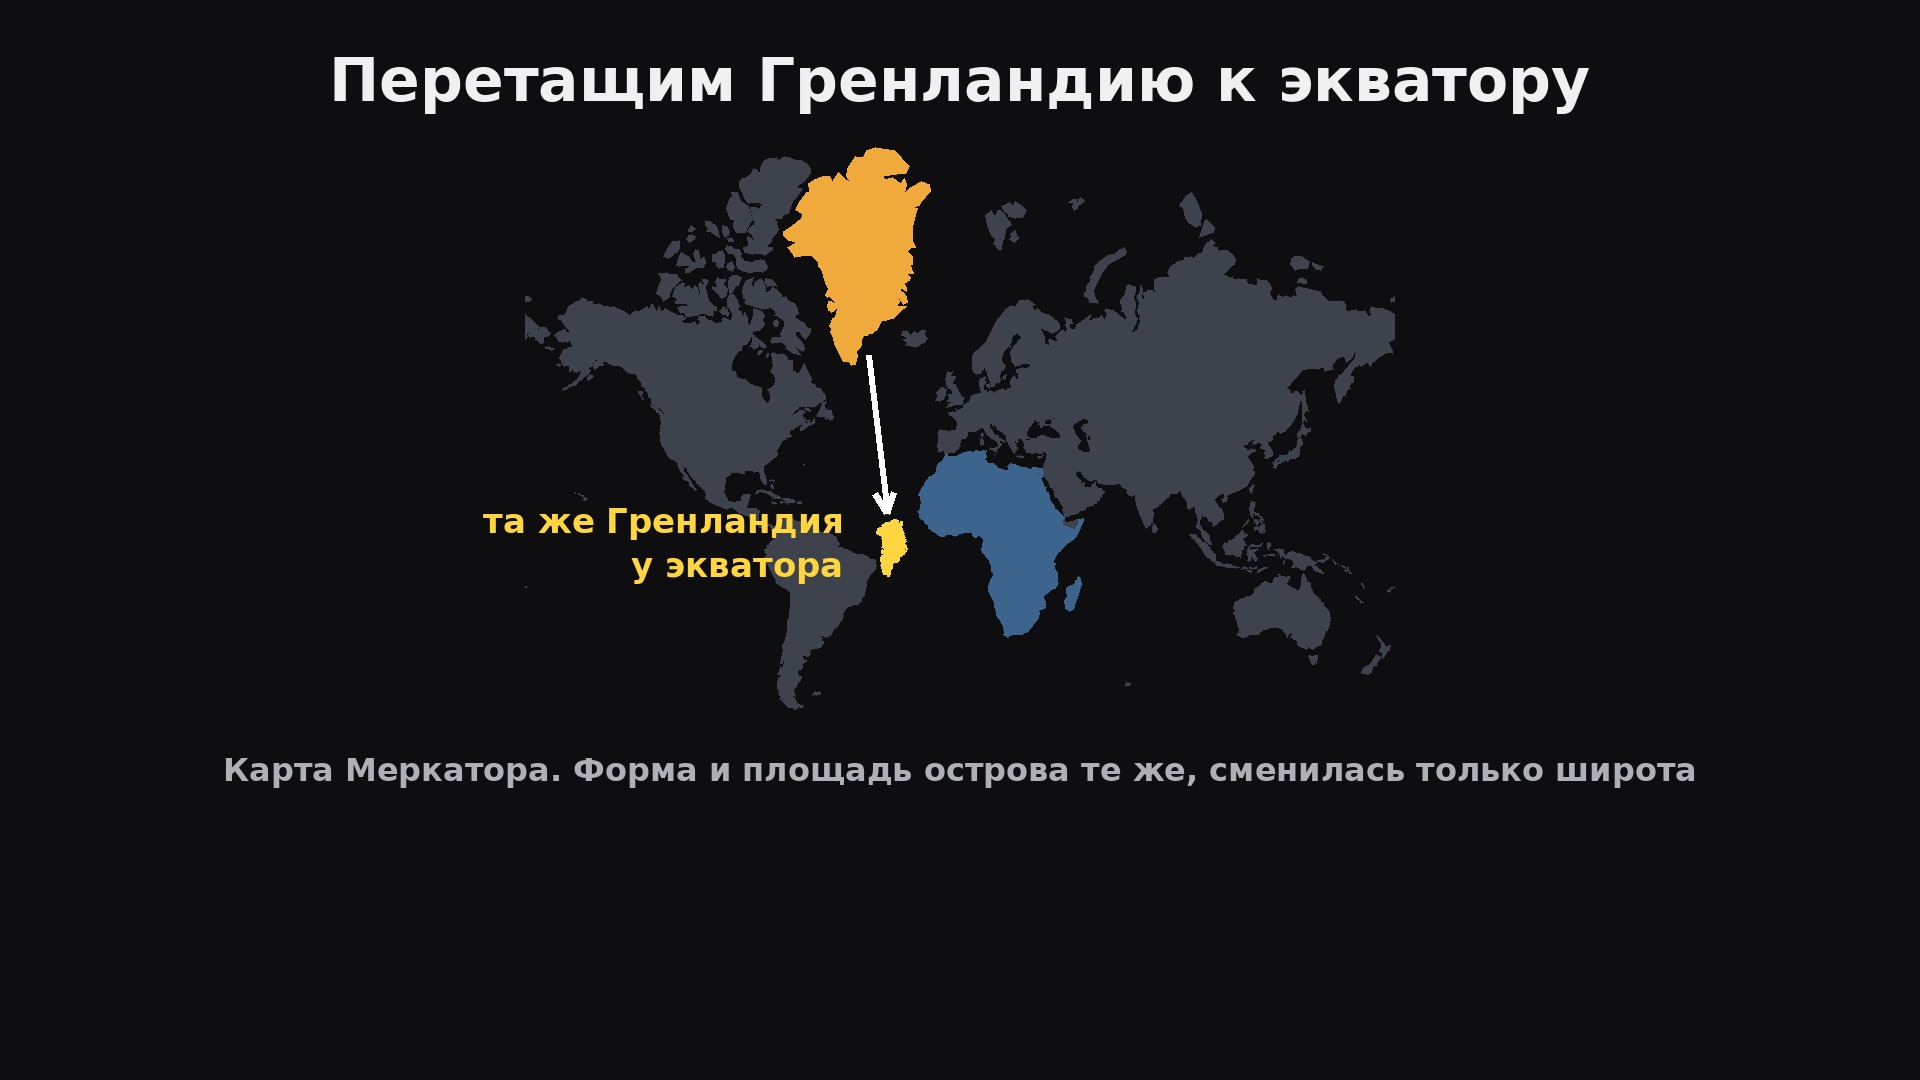 Перетащим Гренландию к экватору
та же Гренландия
у экватора
Карта Меркатора. Форма и площадь острова те же, сменилась только широта